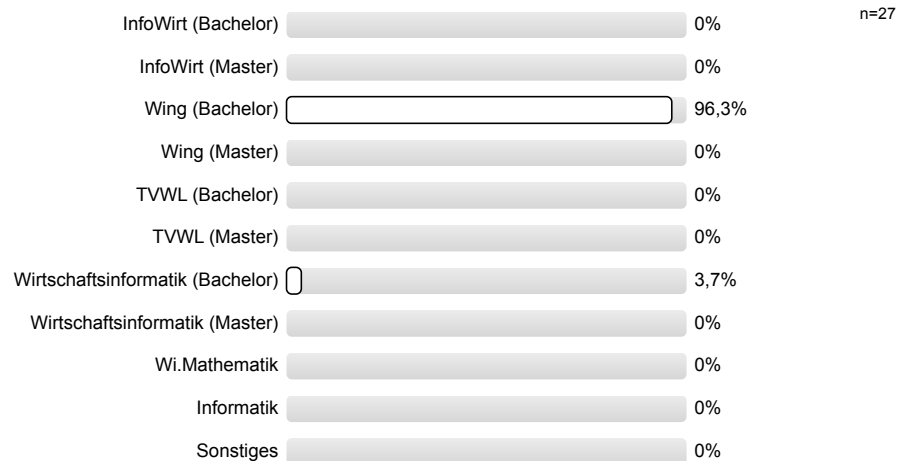 n=27
InfoWirt (Bachelor) 0%
InfoWirt (Master) 0%
Wing (Bachelor) 96,3%
Wing (Master) 0%
TVWL (Bachelor) 0%
TVWL (Master) 0%
Wirtschaftsinformatik (Bachelor) 3,7%
Wirtschaftsinformatik (Master) 0%
Wi.Mathematik 0%
Informatik 0%
Sonstiges 0%